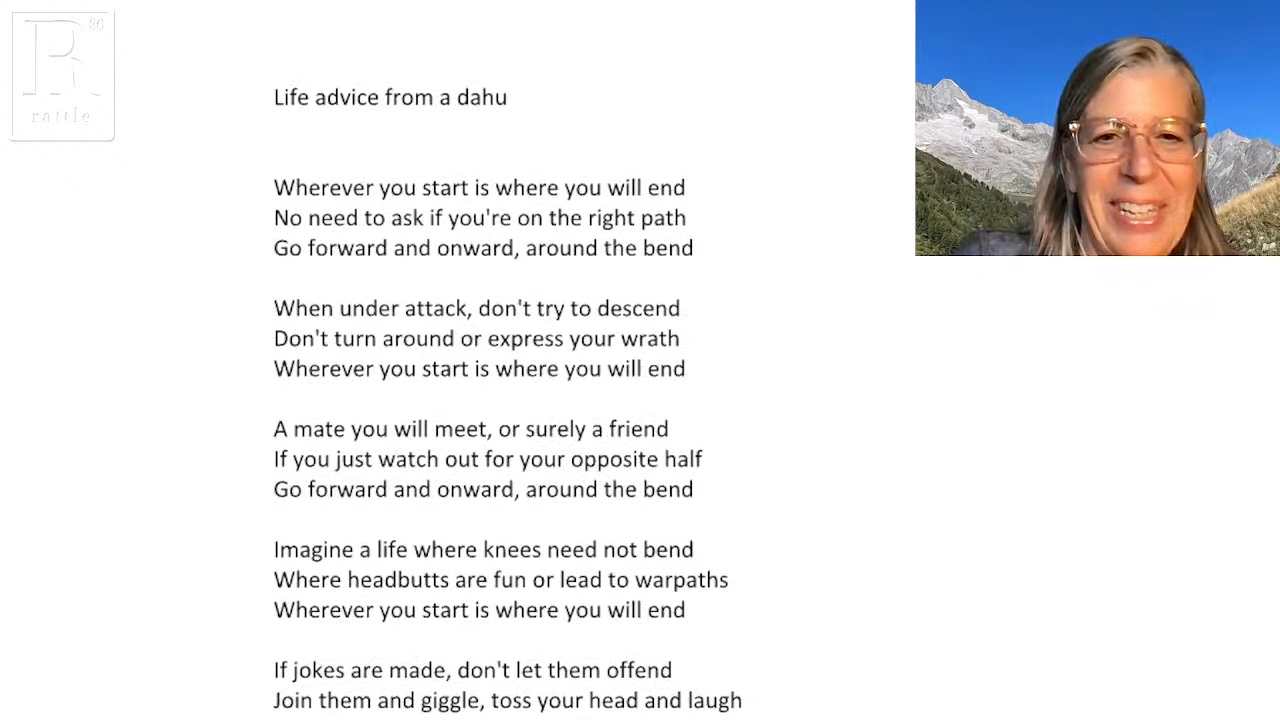 R
80
rattle
Life advice from a dahu
Wherever you start is where you will end
No need to ask if you're on the right path
Go forward and onward, around the bend
When under attack, don't try to descend
Don't turn around or express your wrath
Wherever you start is where you will end
A mate you will meet, or surely a friend
If you just watch out for your opposite half
Go forward and onward, around the bend
Imagine a life where knees need not bend
Where headbutts are fun or lead to warpaths
Wherever you start is where you will end
If jokes are made, don't let them offend
Join them and giggle, toss your head and laugh